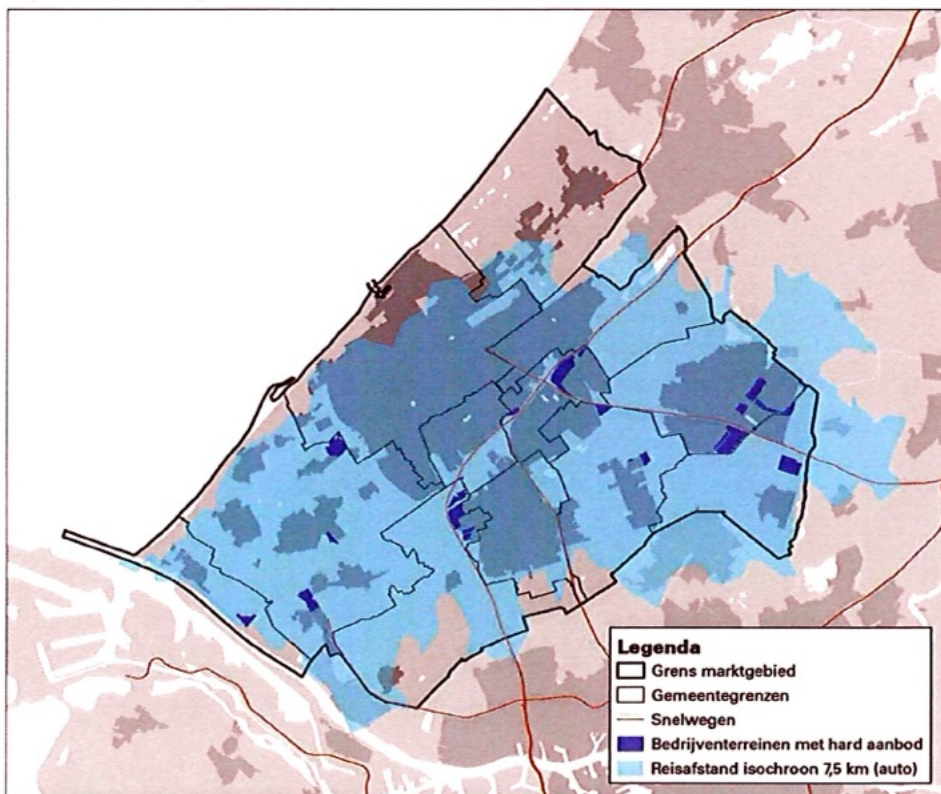 Legenda
Grens marktgebied
Gemeentegrenzen
Snelwegen
Bedrijventerreinen met hard aanbod
Reisafstand isochroon 7,5 km (auto)